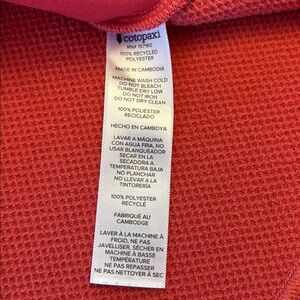 cotopaxi
RN# 157160
100% RECYCLED
POLYESTER
MADE IN CAMBODIA
MACHINE WASH COLD
DO NOT BLEACH
TUMBLE DRY LOW
DO NOT IRON
DO NOT DRY CLEAN
100% POLIÉSTER
RECICLADO
HECHO EN CAMBOYA
LAVAR A MÁQUINA
CON AGUA FRIA, NO
USAR BLANQUEADOR
SECAR EN LA
SECADORA A
TEMPERATURA BAJA
NO PLANCHAR
NO LLEVAR A LA
TINTORERÍA
100% POLYESTER
RECYCLÉ
FABRIQUÉ AU
CAMBODGE
LAVER À LA MACHINE À
FROID, NE PAS
JAVELLISER, SÉCHER EN
MACHINE À BASSE
TEMPÉRATURE
NE PAS REPASSER
NE PAS NETTOYER À SEC